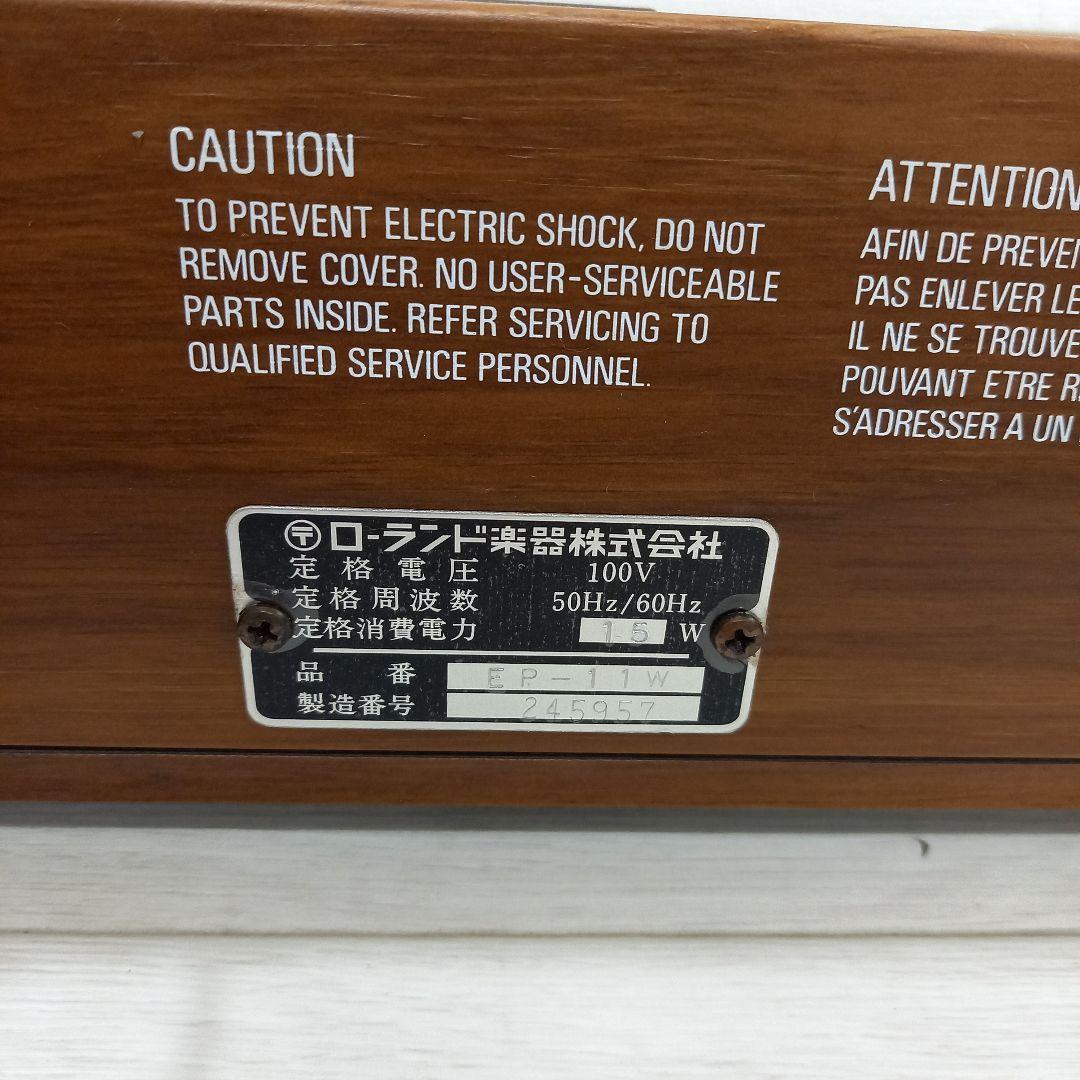 CAUTION
TO PREVENT ELECTRIC SHOCK, DO NOT
REMOVE COVER. NO USER-SERVICEABLE
PARTS INSIDE. REFER SERVICING TO
QUALIFIED SERVICE PERSONNEL.
ATTENTION
AFIN DE
PAS ENLEVER LE
IL NE SE TROUVE
POUVANT ETRE
S'ADRESSER A UN
〒 ローランド楽器株式会社
定格電圧 100V
定格周波数 50Hz/60Hz
定格消費電力 15 W
品番 EP-11W
製造番号 245957